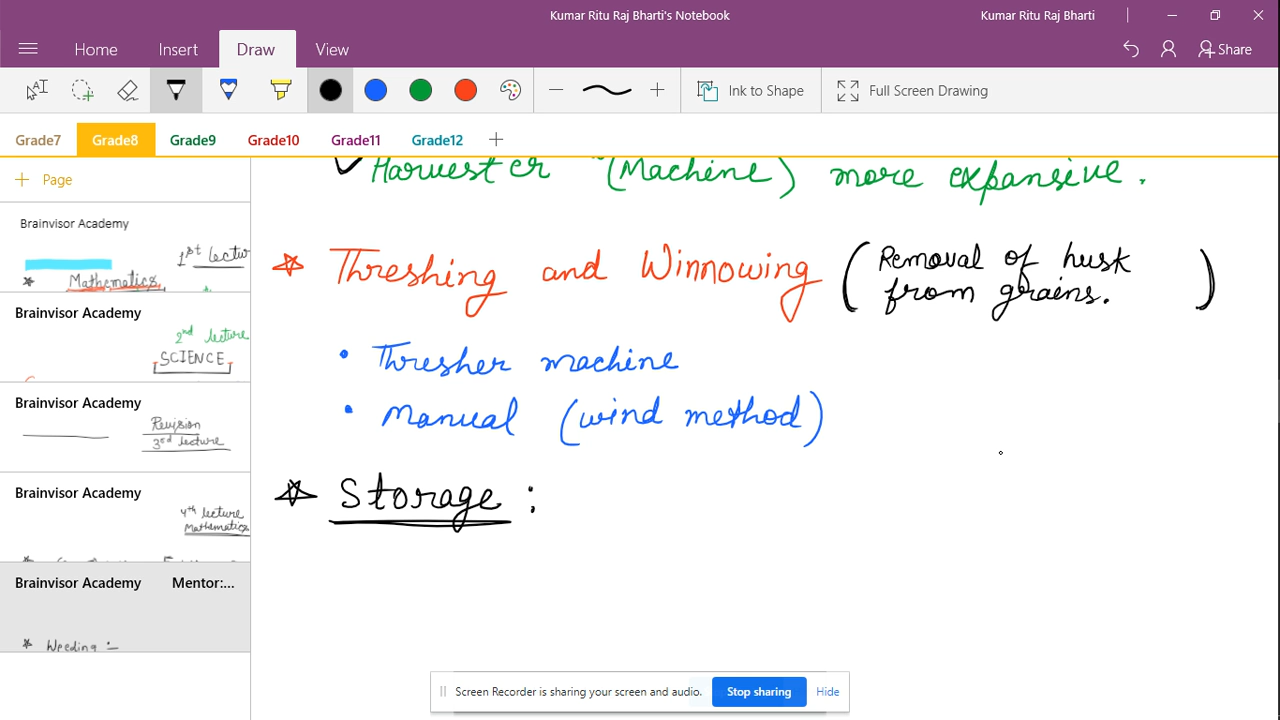 Kumar Ritu Raj Bharti's Notebook
Kumar Ritu Raj Bharti
Home Insert Draw View
Share
Ink to Shape
Full Screen Drawing
Grade7 Grade8 Grade9 Grade10 Grade11 Grade12
Page
Brainvisor Academy
1st lectur
Mathematics
Brainvisor Academy
2nd lecture
SCIENCE
Brainvisor Academy
Revision
3rd lecture
Brainvisor Academy
4th lecture
Mathematics
Brainvisor Academy Mentor:...
Weeding :-
Harvester (Machine) more expansive.
Threshing and Winnowing (Removal of husk
from grains.)
• Thresher machine
• Manual (wind method)
Storage :
Screen Recorder is sharing your screen and audio.
Stop sharing
Hide